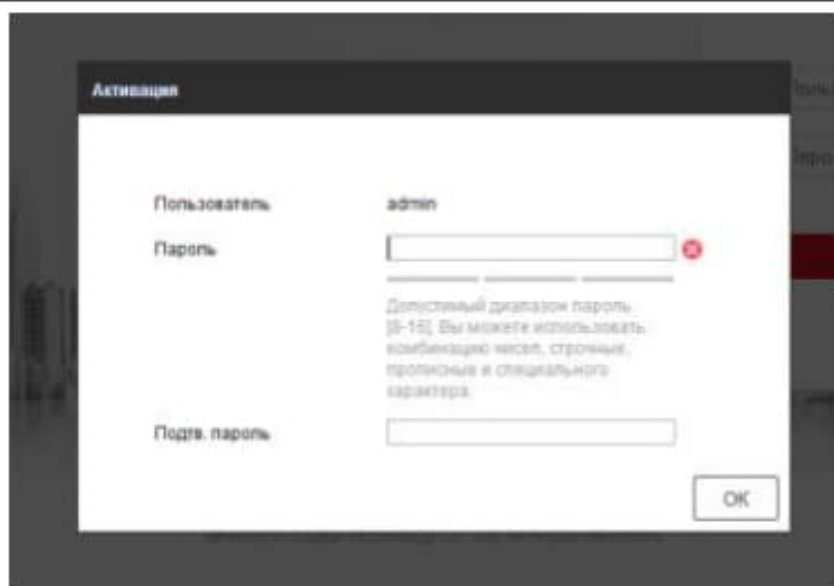 Активация
Пользователь admin
Пароль
Допустимый диапазон пароль
[8-16]. Вы можете использовать
комбинацию чисел, строчные,
прописные и специального
характера.
Подтв. пароль
OK